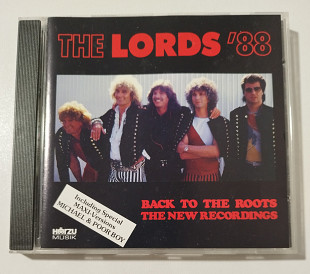 THE LORDS '88
Including Special
MAXI-Versions
MICHAEL & POOR BOY
BACK TO THE ROOTS
THE NEW RECORDINGS
HÖRZU
MUSIK